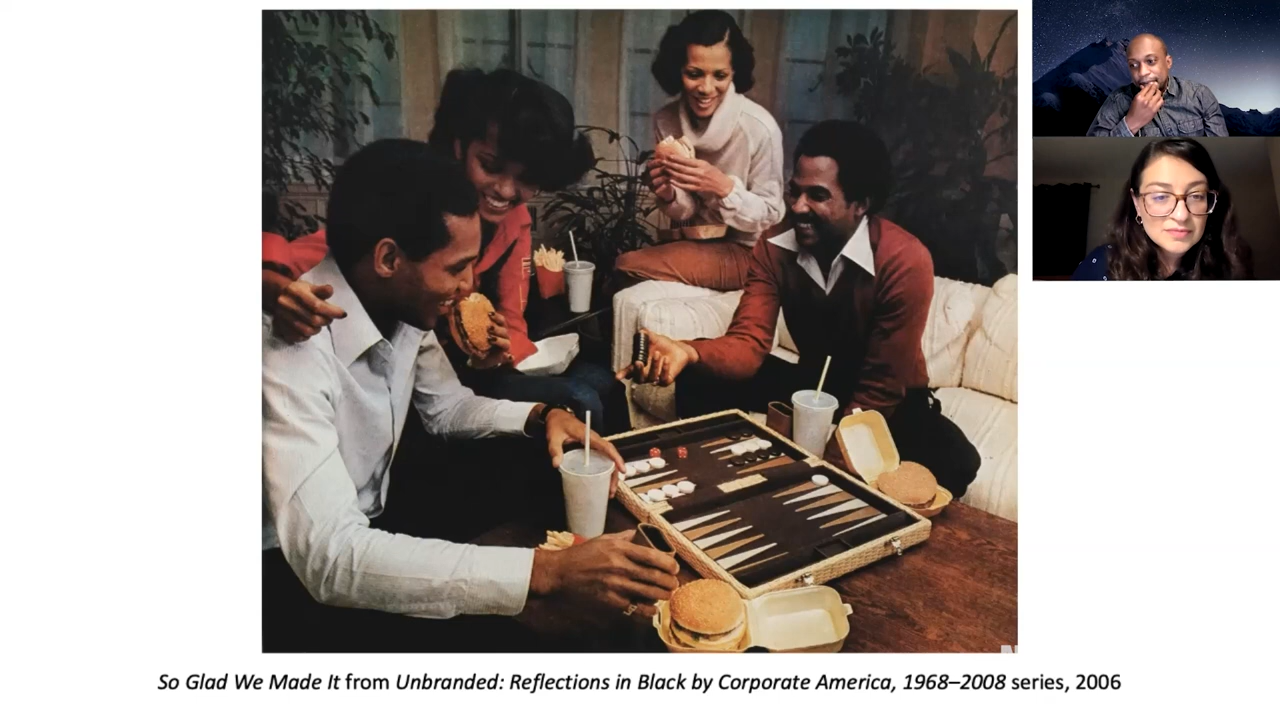 So Glad We Made It from Unbranded: Reflections in Black by Corporate America, 1968–2008 series, 2006